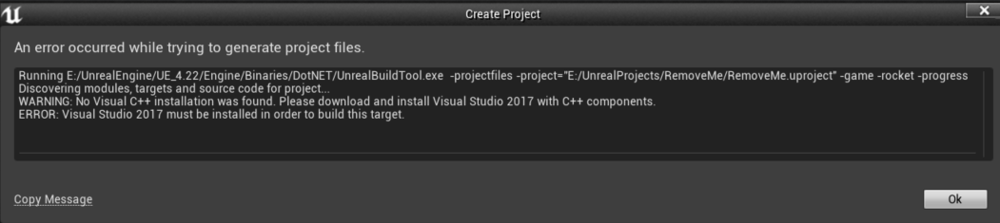 Create Project
An error occurred while trying to generate project files.
Running E:/UnrealEngine/UE_4.22/Engine/Binaries/DotNET/UnrealBuildTool.exe  -projectfiles -project="E:/UnrealProjects/RemoveMe/RemoveMe.uproject" -game -rocket -progress
Discovering modules, targets and source code for project...
WARNING: No Visual C++ installation was found. Please download and install Visual Studio 2017 with C++ components.
ERROR: Visual Studio 2017 must be installed in order to build this target.
Copy Message
Ok